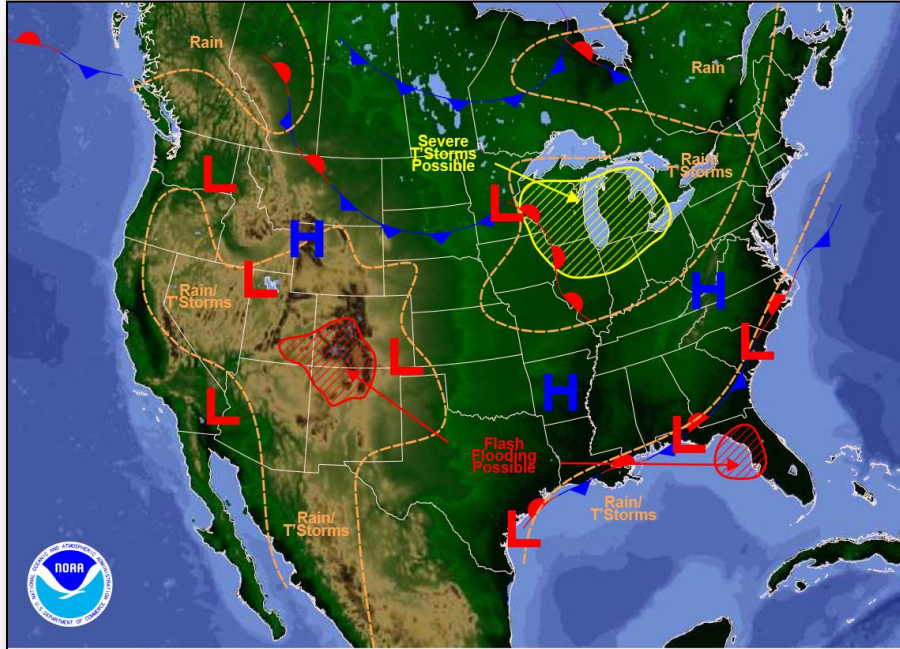 Rain
Rain
Severe
T'Storms
Possible
Rain/
T'Storms
L
L
H
L
Rain/
T'Storms
H
L
L
L
H
L
L
Flash
Flooding
Possible
Rain/
T'Storms
Rain/
T'Storms
L
NATIONAL OCEANIC AND ATMOSPHERIC ADMINISTRATION
NOAA
U.S. DEPARTMENT OF COMMERCE